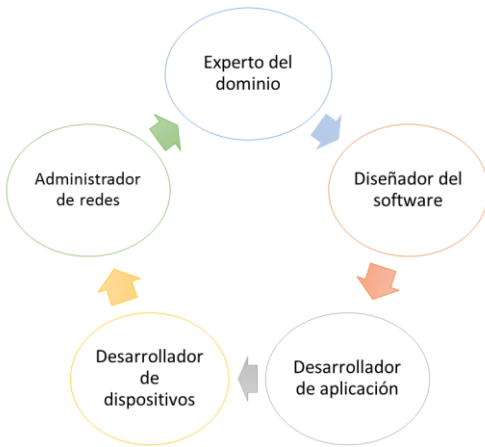 Experto del
dominio
Diseñador del
software
Desarrollador
de aplicación
Desarrollador
de
dispositivos
Administrador
de redes